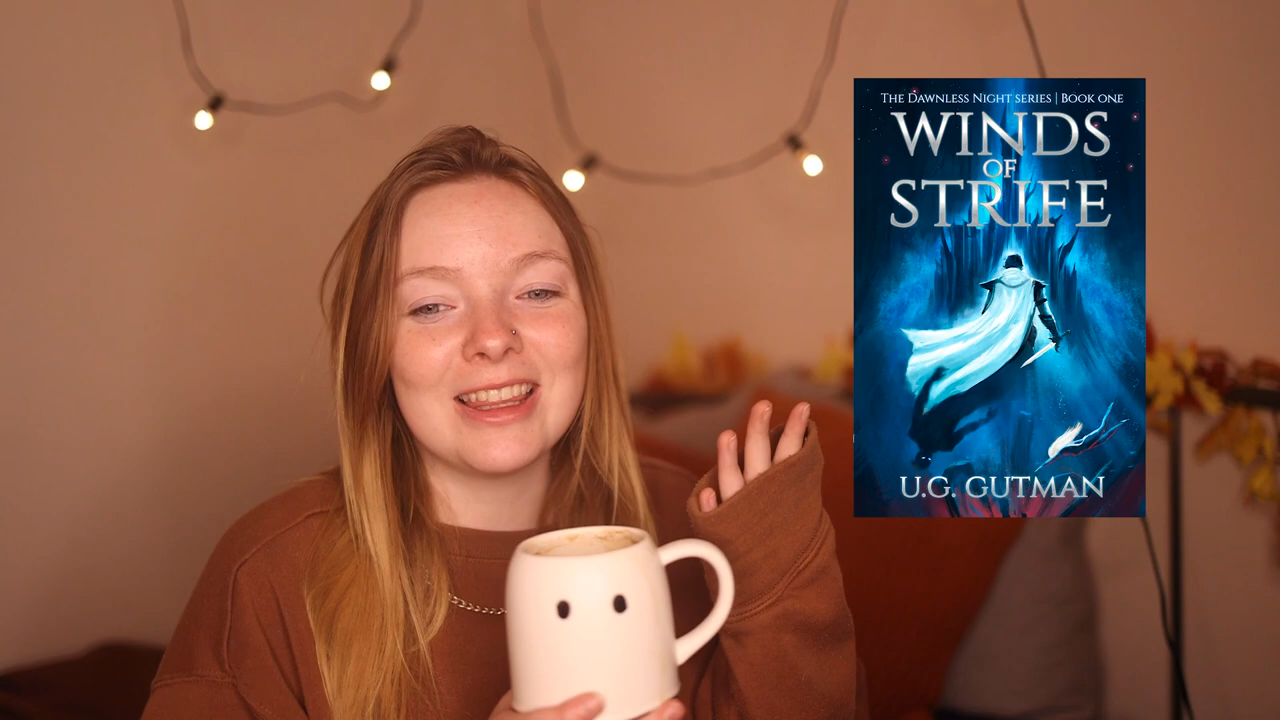 THE DAWNLESS NIGHT SERIES | BOOK ONE
WINDS
OF
STRIFE
U.G. GUTMAN